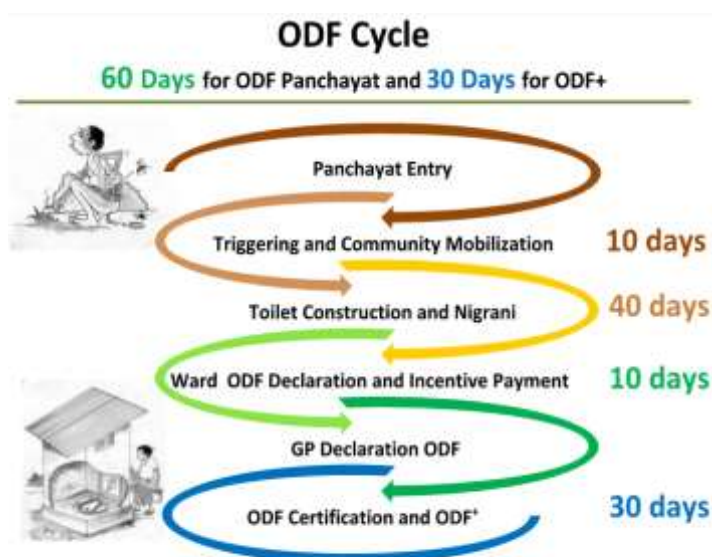 ODF Cycle
60 Days for ODF Panchayat and 30 Days for ODF+
Panchayat Entry
Triggering and Community Mobilization 10 days
Toilet Construction and Nigrani 40 days
Ward ODF Declaration and Incentive Payment 10 days
GP Declaration ODF
ODF Certification and ODF⁺ 30 days